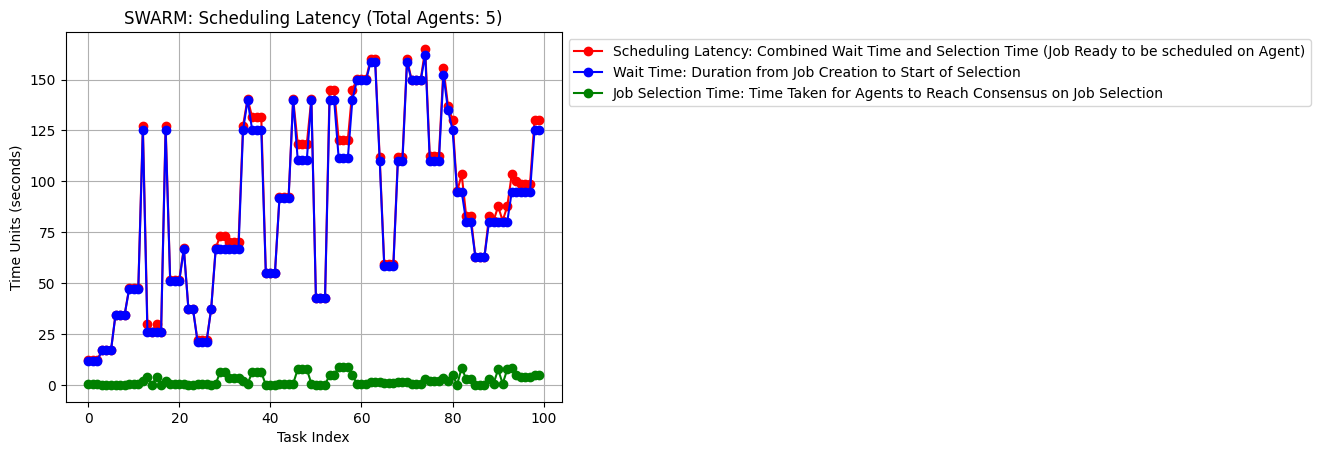 SWARM: Scheduling Latency (Total Agents: 5)
Scheduling Latency: Combined Wait Time and Selection Time (Job Ready to be scheduled on Agent)
Wait Time: Duration from Job Creation to Start of Selection
Job Selection Time: Time Taken for Agents to Reach Consensus on Job Selection
Time Units (seconds)
150
125
100
75
50
25
0
0 20 40 60 80 100
Task Index